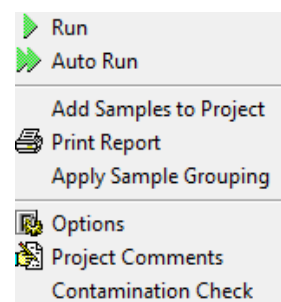 Run
Auto Run
Add Samples to Project
Print Report
Apply Sample Grouping
Options
Project Comments
Contamination Check